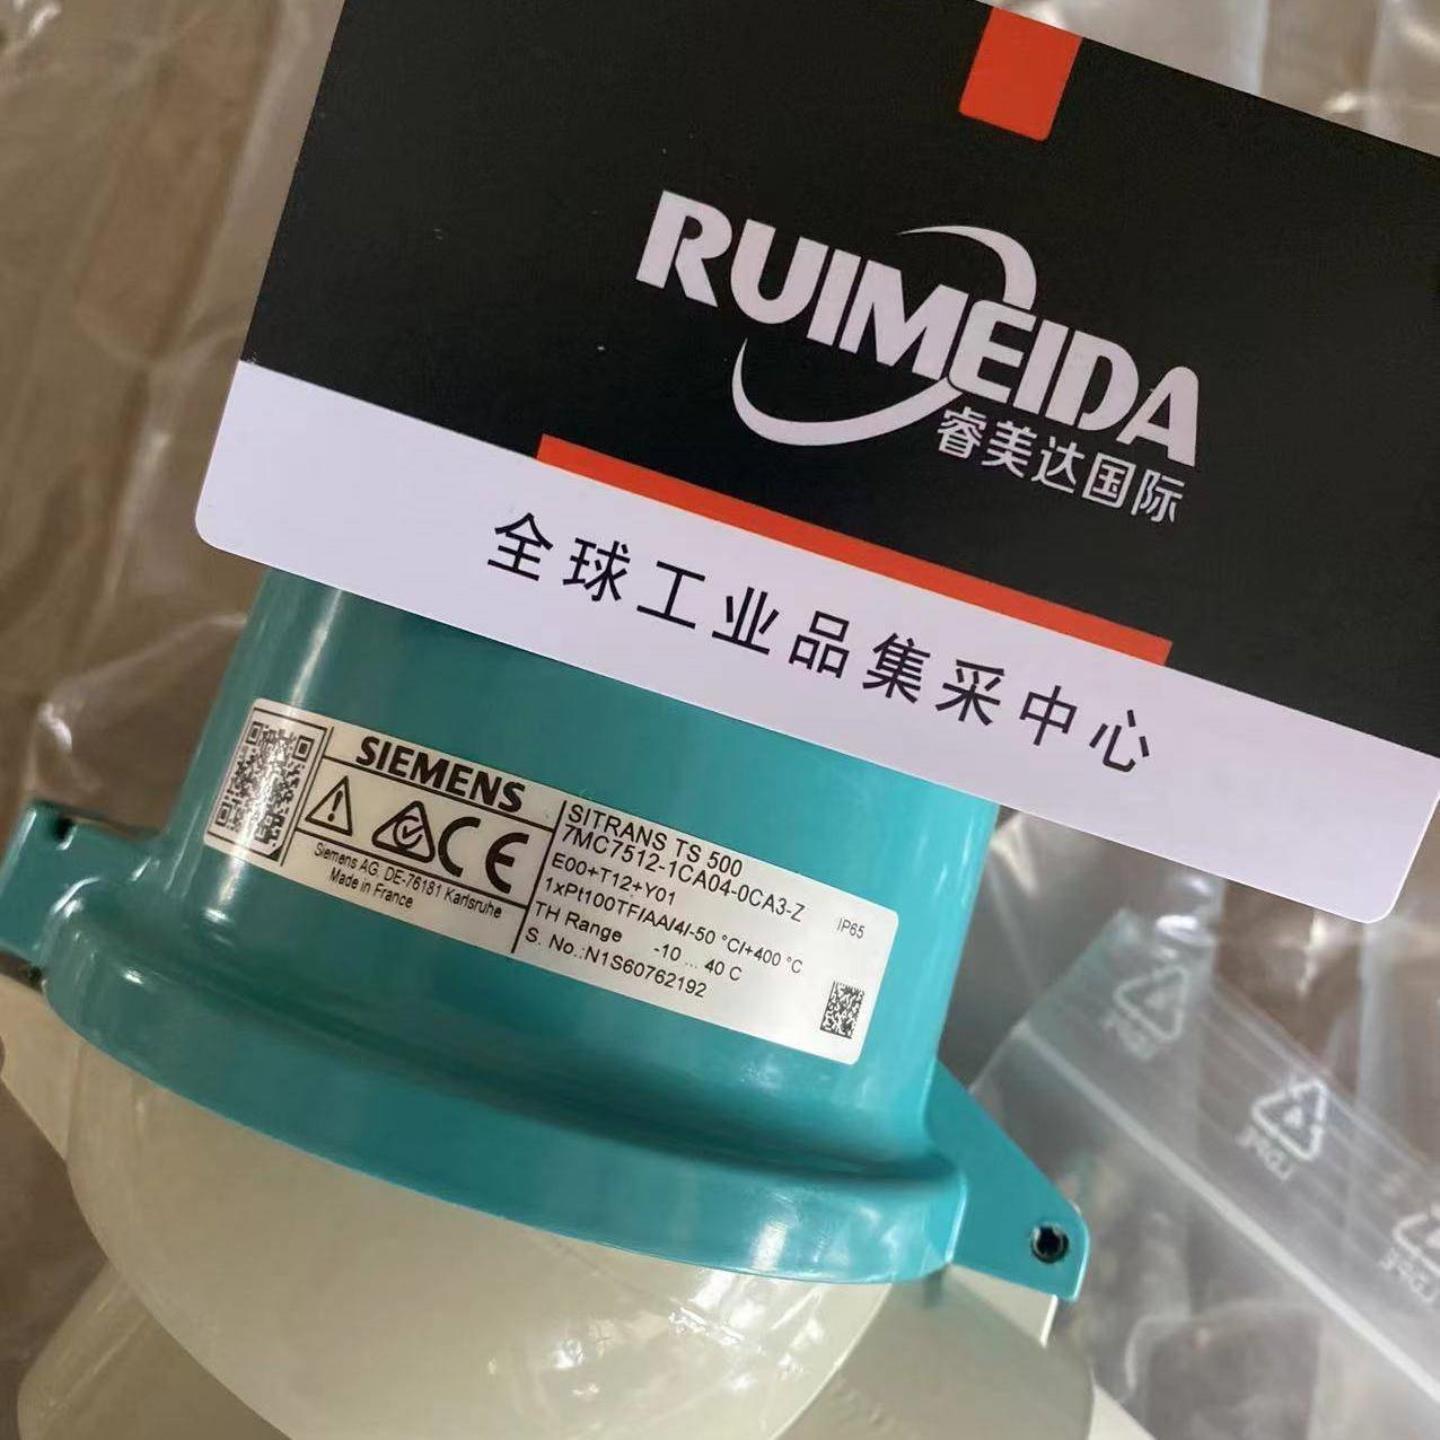 RUIMEIDA
睿美达国际
全球工业品集采中心
SIEMENS
Siemens AG, DE-76181 Karlsruhe
Made in France
SITRANS TS 500
7MC7512-1CA04-0CA3-Z
IP65
E00+T12+Y01
1xPt100TF/AA/4/-50 °C/+400 °C
TH Range -10 ... 40 C
S. No.:N1S60762192